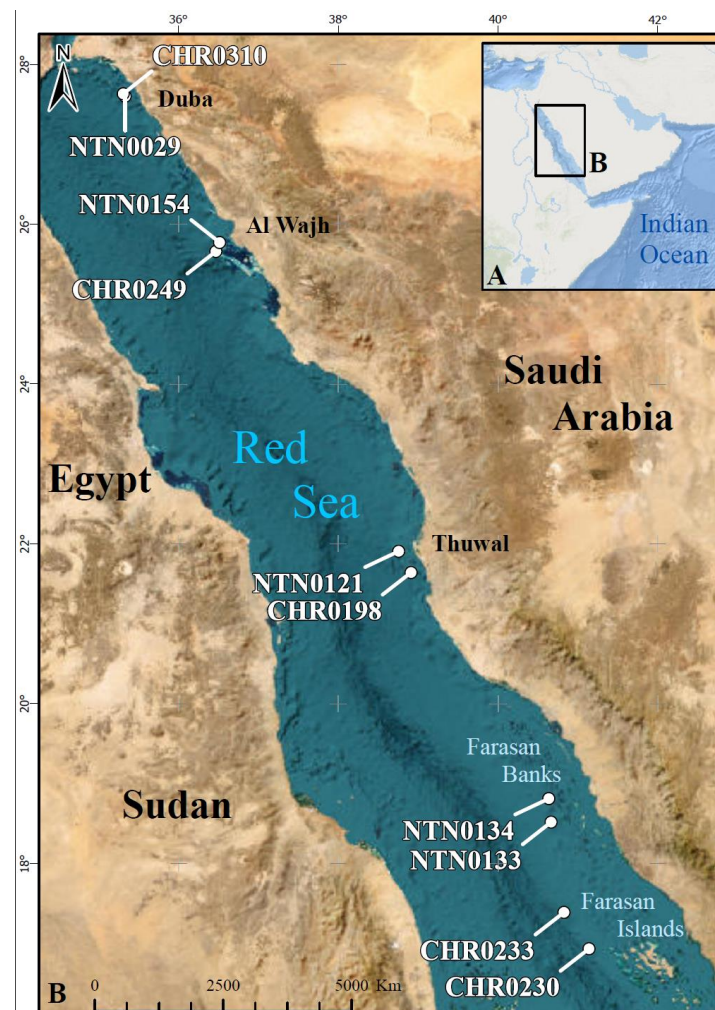 36°
38°
40°
42°
28°
26°
24°
22°
20°
18°
N
CHR0310
Duba
NTN0029
NTN0154
Al Wajh
CHR0249
B
Indian
Ocean
A
Saudi
Arabia
Red
Sea
Egypt
Thuwal
NTN0121
CHR0198
Farasan
Banks
Sudan
NTN0134
NTN0133
Farasan
Islands
CHR0233
CHR0230
B
0 2500 5000 Km